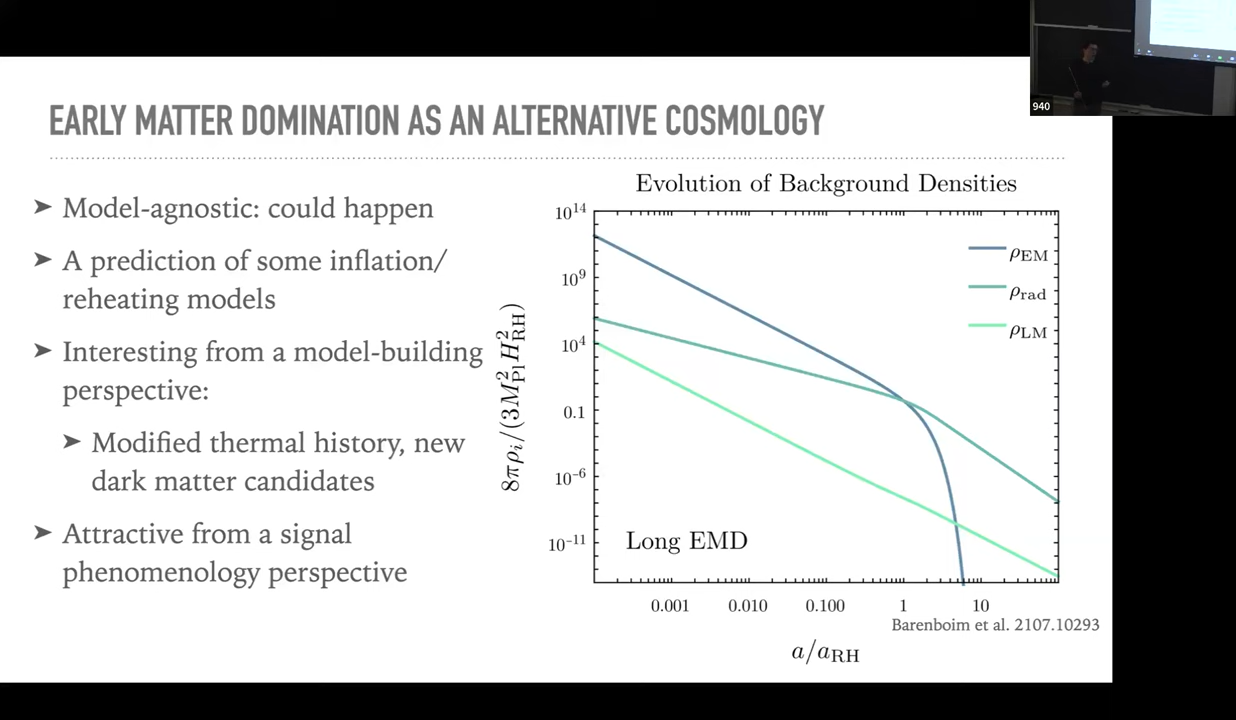 940
EARLY MATTER DOMINATION AS AN ALTERNATIVE COSMOLOGY
➤ Model-agnostic: could happen
➤ A prediction of some inflation/
reheating models
➤ Interesting from a model-building
perspective:
➤ Modified thermal history, new
dark matter candidates
➤ Attractive from a signal
phenomenology perspective
Evolution of Background Densities
8πρ_i/(3M_Pl^2 H_RH^2)
10^14
10^9
10^4
0.1
10^-6
10^-11
ρ_EM
ρ_rad
ρ_LM
Long EMD
0.001 0.010 0.100 1 10
Barenboim et al. 2107.10293
a/a_RH